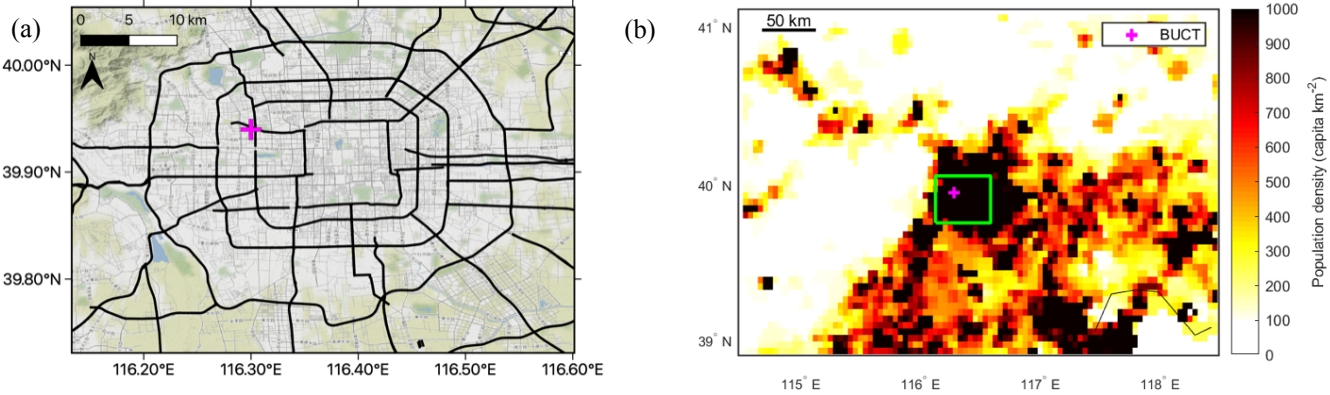 (a)
0 5 10 km
N
40.00°N
39.90°N
39.80°N
116.20°E 116.30°E 116.40°E 116.50°E 116.60°E
(b)
50 km
BUCT
41° N
40° N
39° N
115° E 116° E 117° E 118° E
1000
900
800
700
600
500
400
300
200
100
0
Population density (capita km-2)